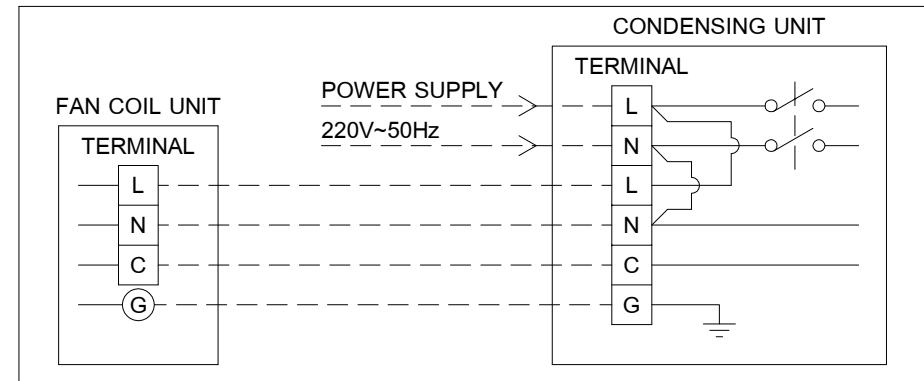 CONDENSING UNIT
TERMINAL
POWER SUPPLY
220V~50Hz
FAN COIL UNIT
TERMINAL
L
N
C
G
L
N
L
N
C
G